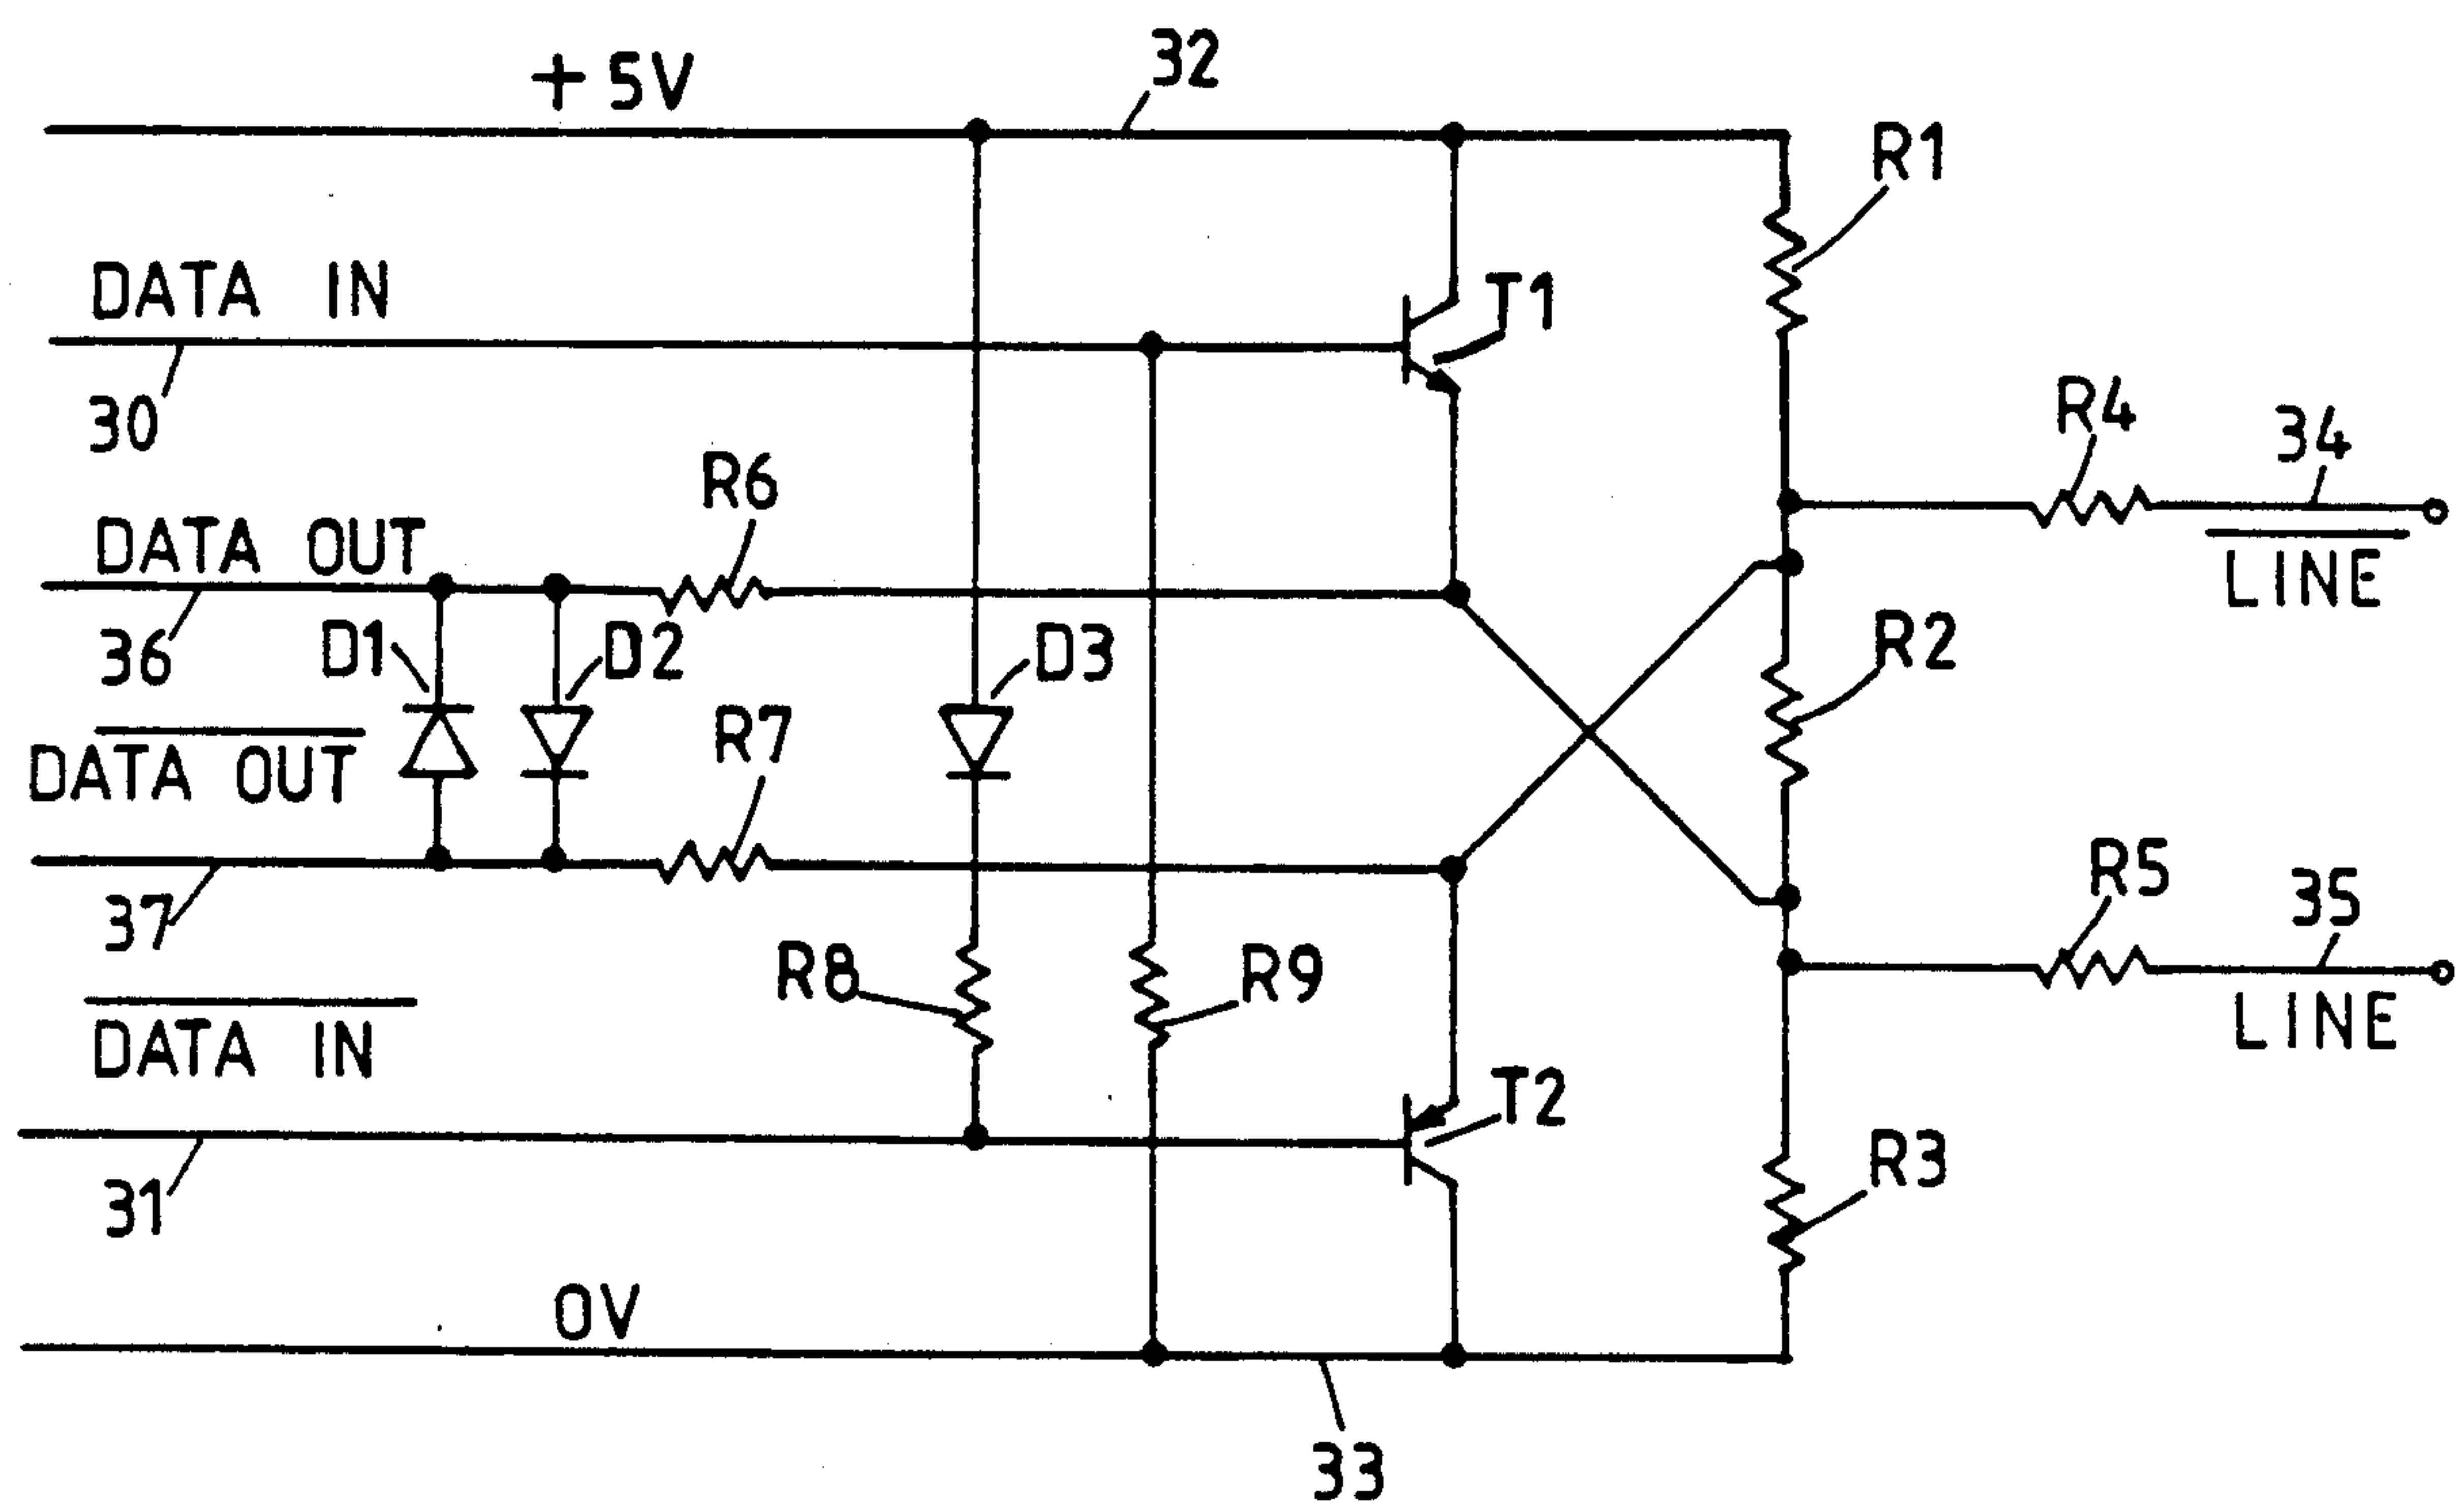 +5V
32
R1
DATA IN
T1
30
R4
34
R6
DATA OUT
LINE
36
D1
D2
D3
R2
R7
DATA OUT
R5
35
37
R8
R9
LINE
DATA IN
T2
R3
31
0V
33